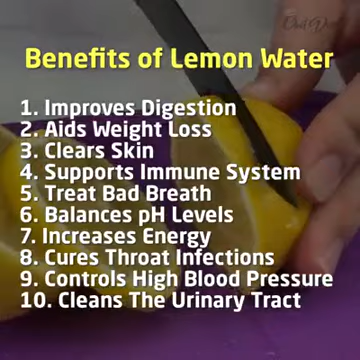 Benefits of Lemon Water
1. Improves Digestion
2. Aids Weight Loss
3. Clears Skin
4. Supports Immune System
5. Treat Bad Breath
6. Balances pH Levels
7. Increases Energy
8. Cures Throat Infections
9. Controls High Blood Pressure
10. Cleans The Urinary Tract